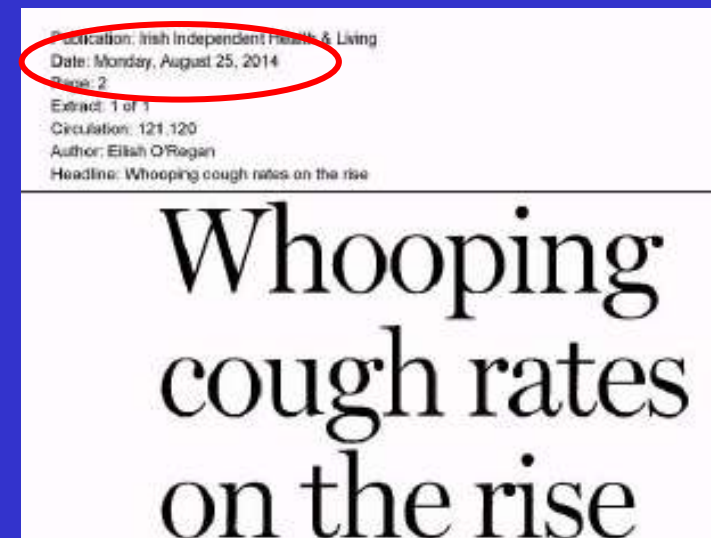 Publication: Irish Independent Health & Living
Date: Monday, August 25, 2014
Page: 2
Extract: 1 of 1
Circulation: 121,120
Author: Eilish O'Regan
Headline: Whooping cough rates on the rise
Whooping
cough rates
on the rise